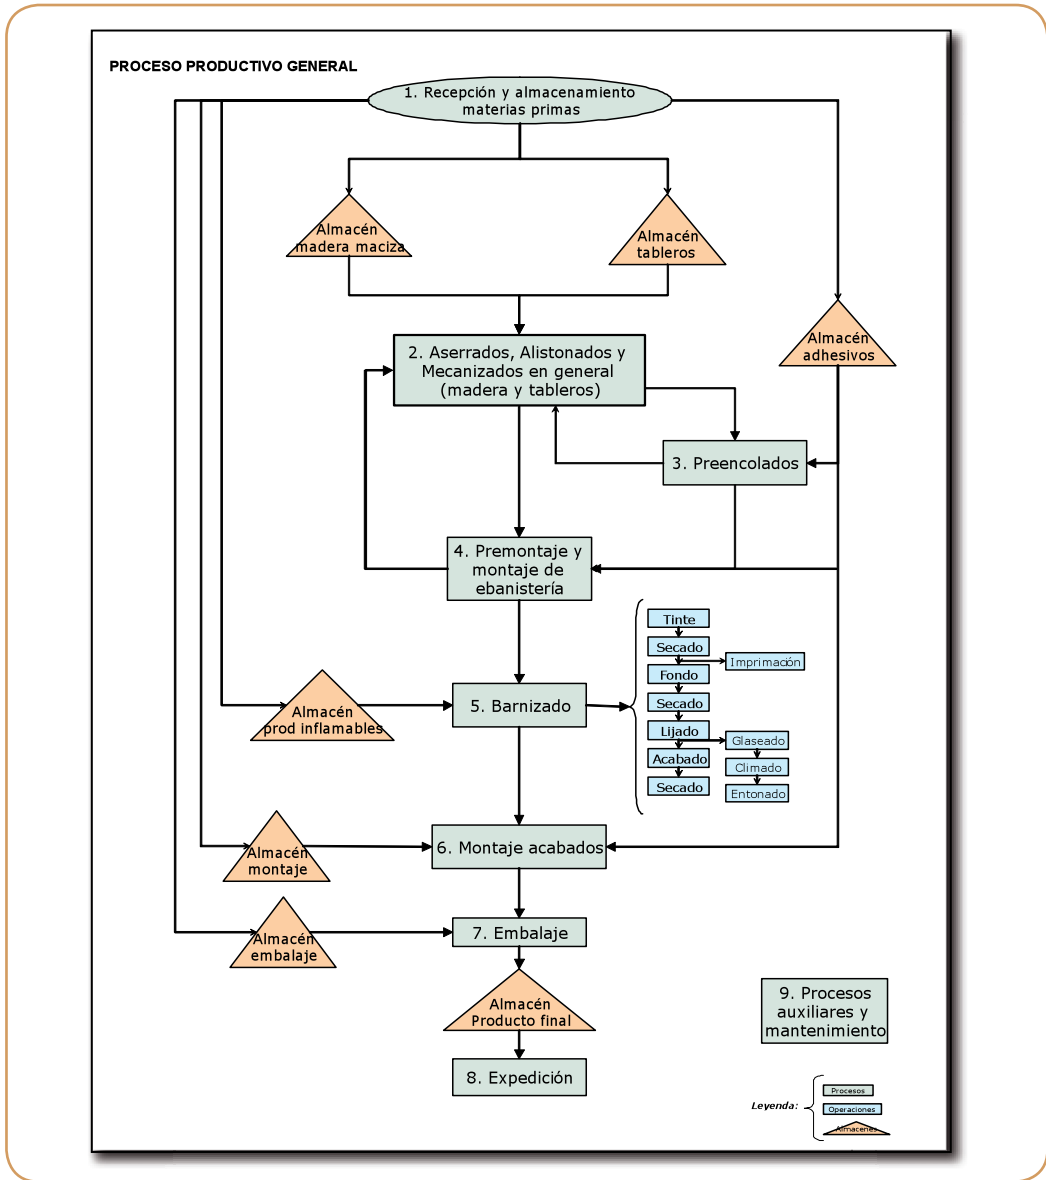 PROCESO PRODUCTIVO GENERAL
1. Recepción y almacenamiento
materias primas
Almacén
madera maciza
Almacén
tableros
Almacén
adhesivos
2. Aserrados, Alistonados y
Mecanizados en general
(madera y tableros)
3. Preencolados
4. Premontaje y
montaje de
ebanistería
Tinte
Secado
Imprimación
Fondo
Secado
Lijado
Glaseado
Acabado
Climado
Secado
Entonado
Almacén
prod inflamables
5. Barnizado
Almacén
montaje
6. Montaje acabados
Almacén
embalaje
7. Embalaje
Almacén
Producto final
8. Expedición
9. Procesos
auxiliares y
mantenimiento
Leyenda:
Procesos
Operaciones
Almacenes